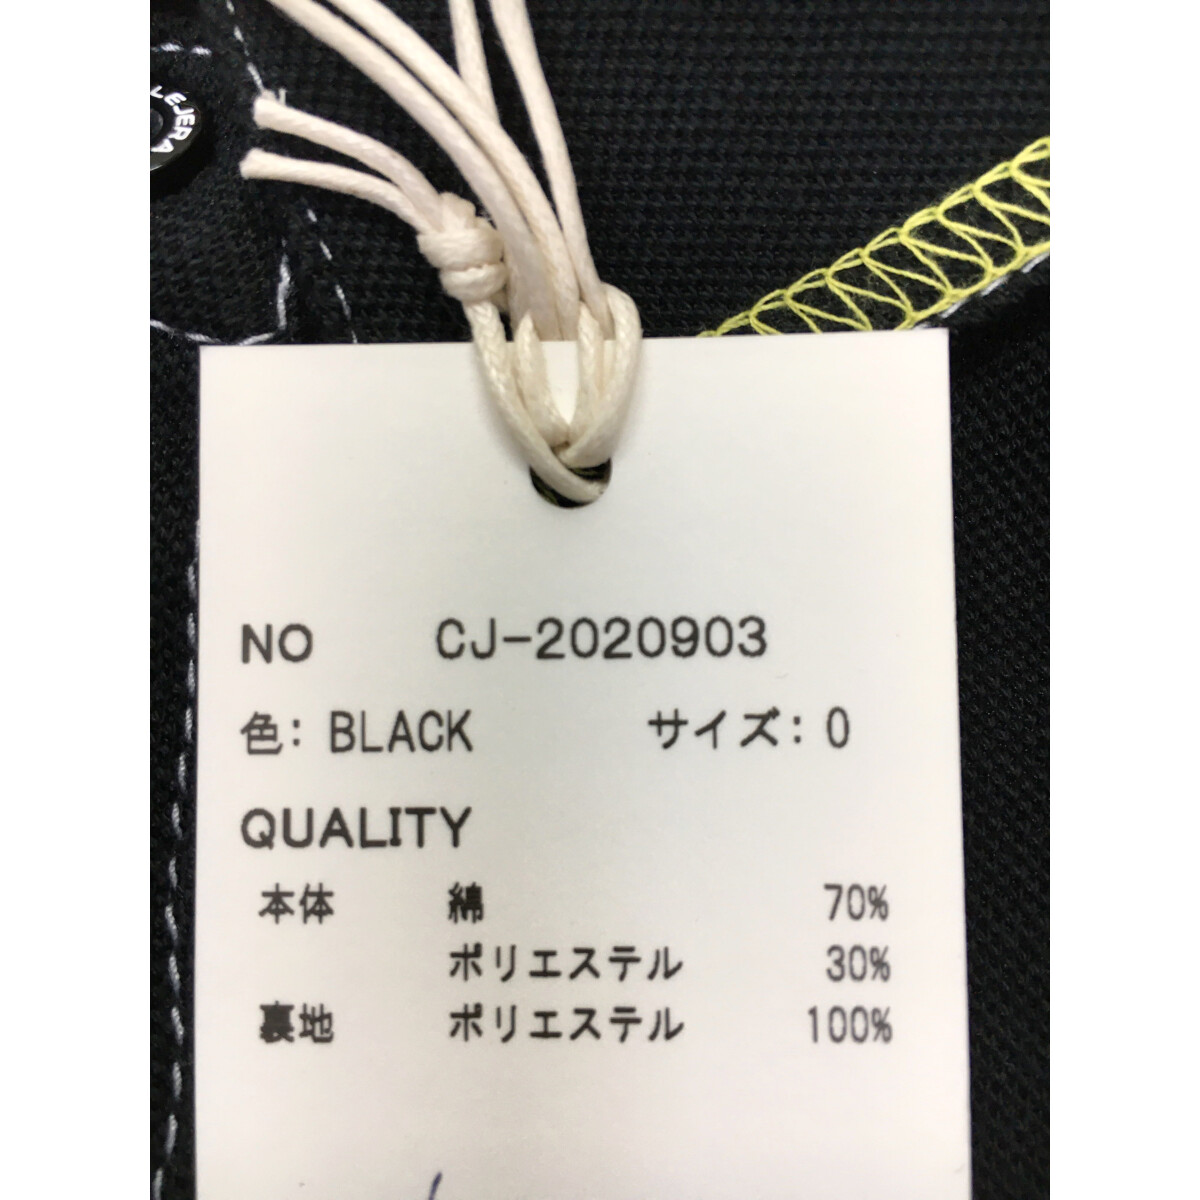 LEJERA
NO CJ-2020903
色: BLACK サイズ: 0
QUALITY
本体 綿 70%
ポリエステル 30%
裏地 ポリエステル 100%